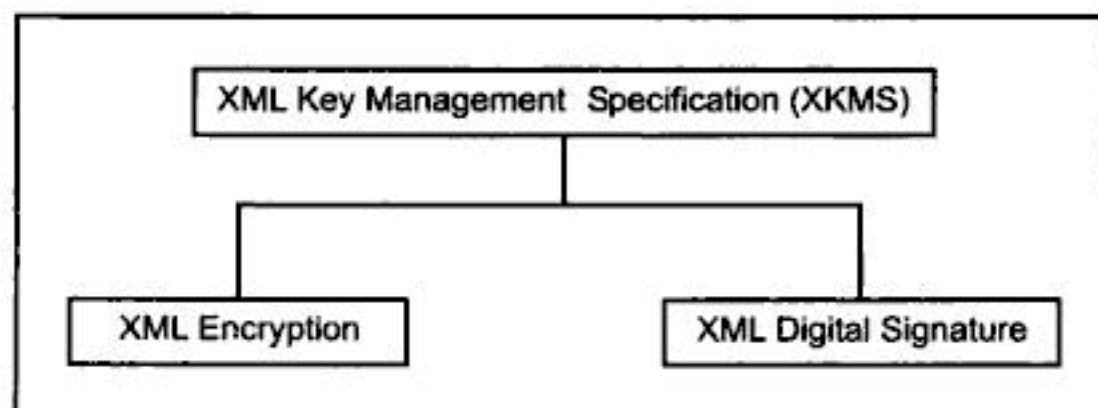 XML Key Management Specification (XKMS)
XML Encryption
XML Digital Signature